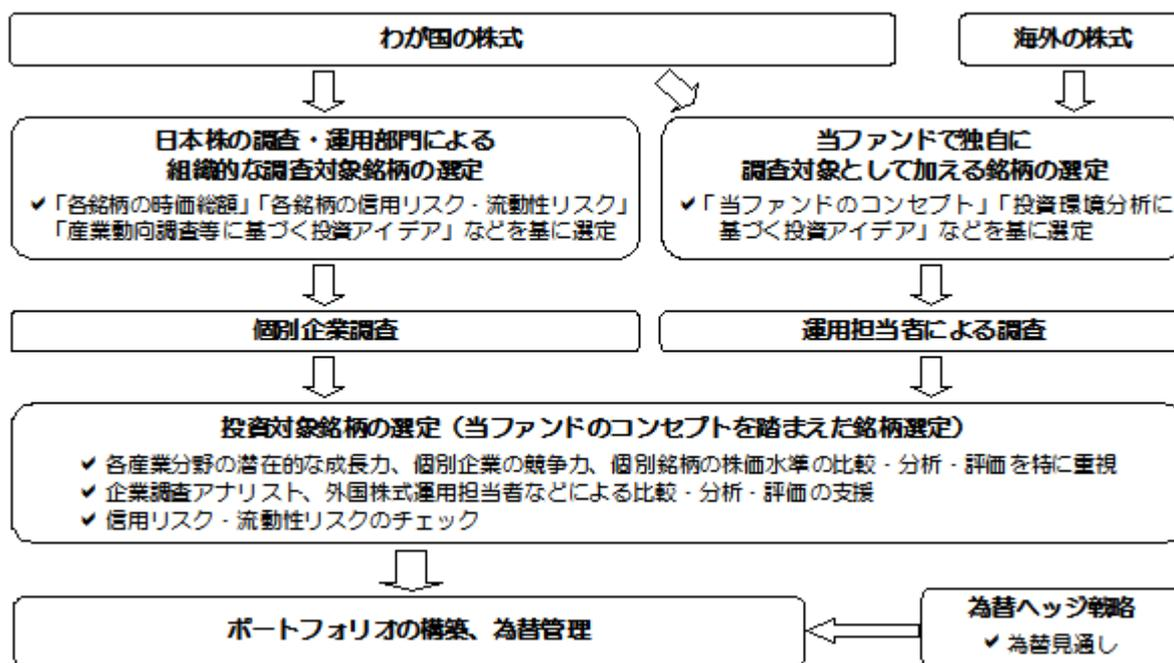 わが国の株式
海外の株式
日本株の調査・運用部門による
組織的な調査対象銘柄の選定
✔「各銘柄の時価総額」「各銘柄の信用リスク・流動性リスク」
「産業動向調査等に基づく投資アイデア」などを基に選定
当ファンドで独自に
調査対象として加える銘柄の選定
✔「当ファンドのコンセプト」「投資環境分析に
基づく投資アイデア」などを基に選定
個別企業調査
運用担当者による調査
投資対象銘柄の選定（当ファンドのコンセプトを踏まえた銘柄選定）
✔ 各産業分野の潜在的な成長力、個別企業の競争力、個別銘柄の株価水準の比較・分析・評価を特に重視
✔ 企業調査アナリスト、外国株式運用担当者などによる比較・分析・評価の支援
✔ 信用リスク・流動性リスクのチェック
ポートフォリオの構築、為替管理
為替ヘッジ戦略
✔ 為替見通し